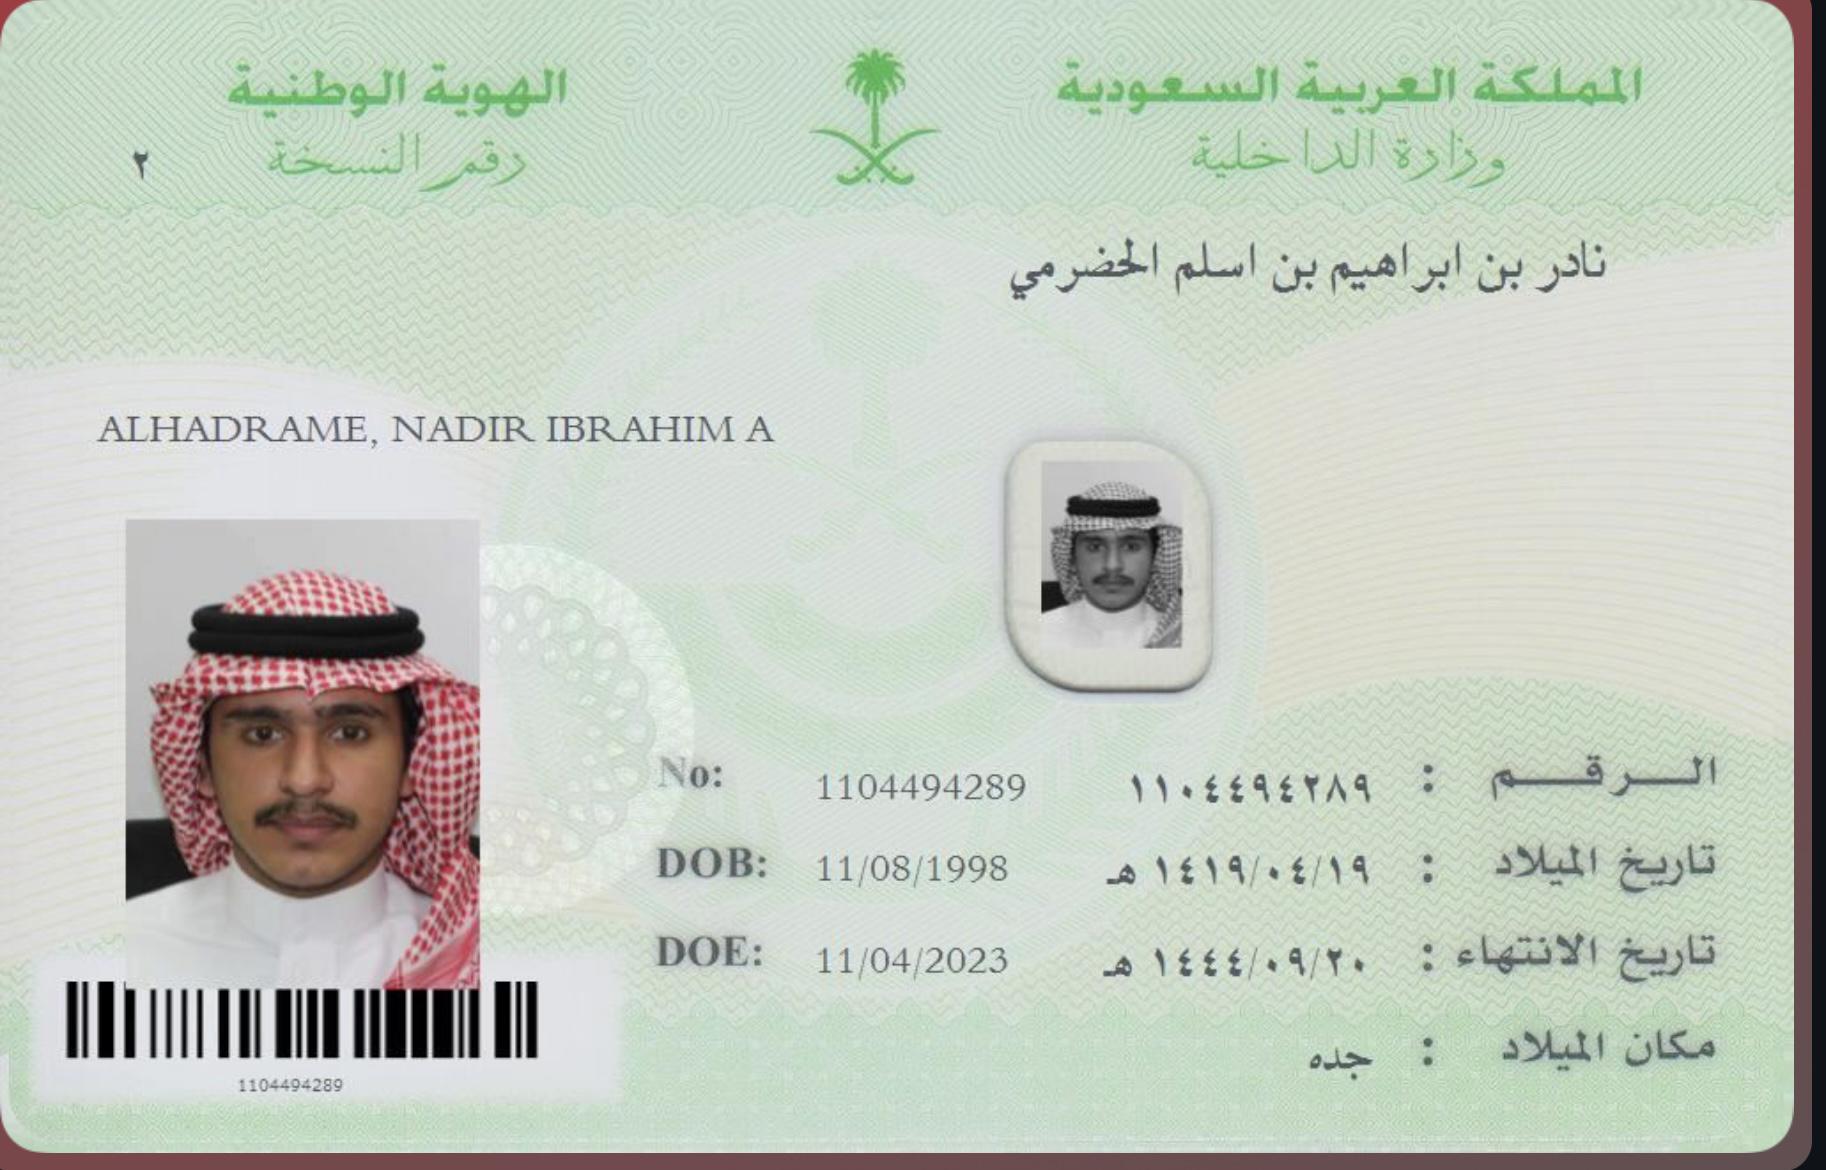 المملكة العربية السعودية
وزارة الداخلية
الهوية الوطنية
رقم النسخة ٢
نادر بن ابراهيم بن اسلم الحضرمي
ALHADRAME, NADIR IBRAHIM A
الرقم : ١١٠٤٤٩٤٢٨٩ No: 1104494289
تاريخ الميلاد : ١٤١٩/٠٤/١٩ هـ DOB: 11/08/1998
تاريخ الانتهاء : ١٤٤٤/٠٩/٢٠ هـ DOE: 11/04/2023
مكان الميلاد : جده
1104494289